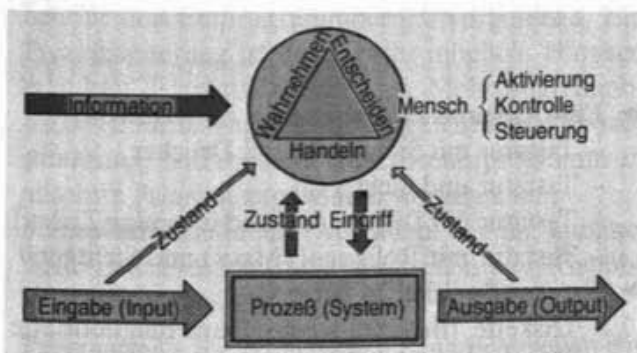 Information
Wahrnehmen
Entscheiden
Handeln
Mensch
Aktivierung
Kontrolle
Steuerung
Zustand
Zustand Eingriff
Zustand
Eingabe (Input)
Prozeß (System)
Ausgabe (Output)